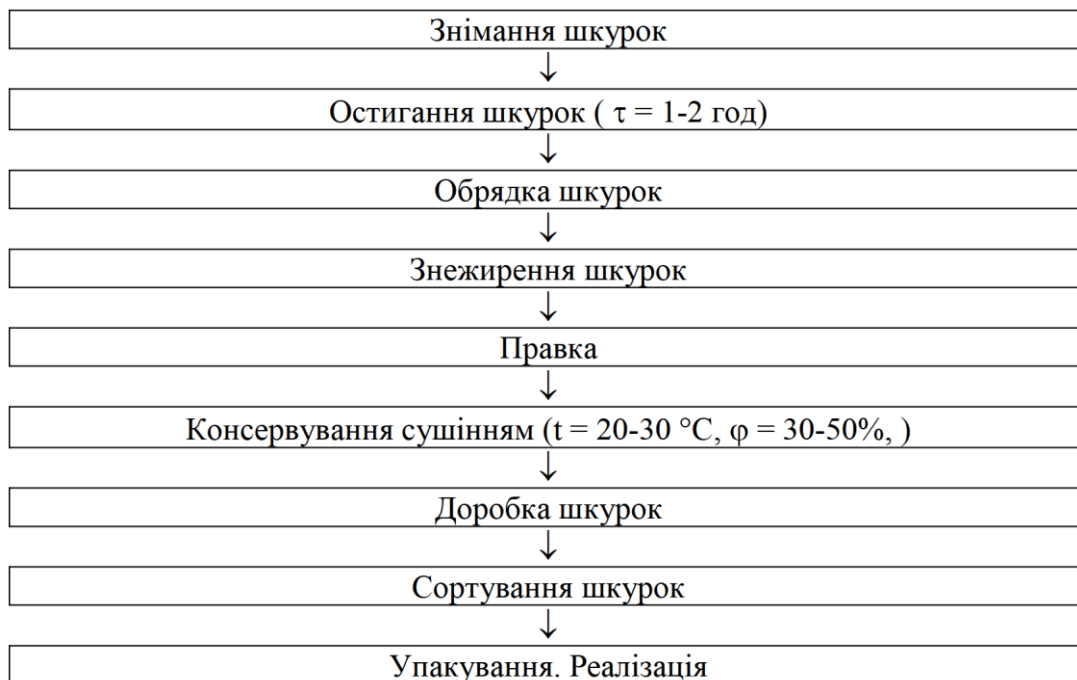 Знімання шкурок
↓
Остигання шкурок ( τ = 1-2 год)
↓
Обрядка шкурок
↓
Знежирення шкурок
↓
Правка
↓
Консервування сушінням (t = 20-30 °C, φ = 30-50%, )
↓
Доробка шкурок
↓
Сортування шкурок
↓
Упакування. Реалізація